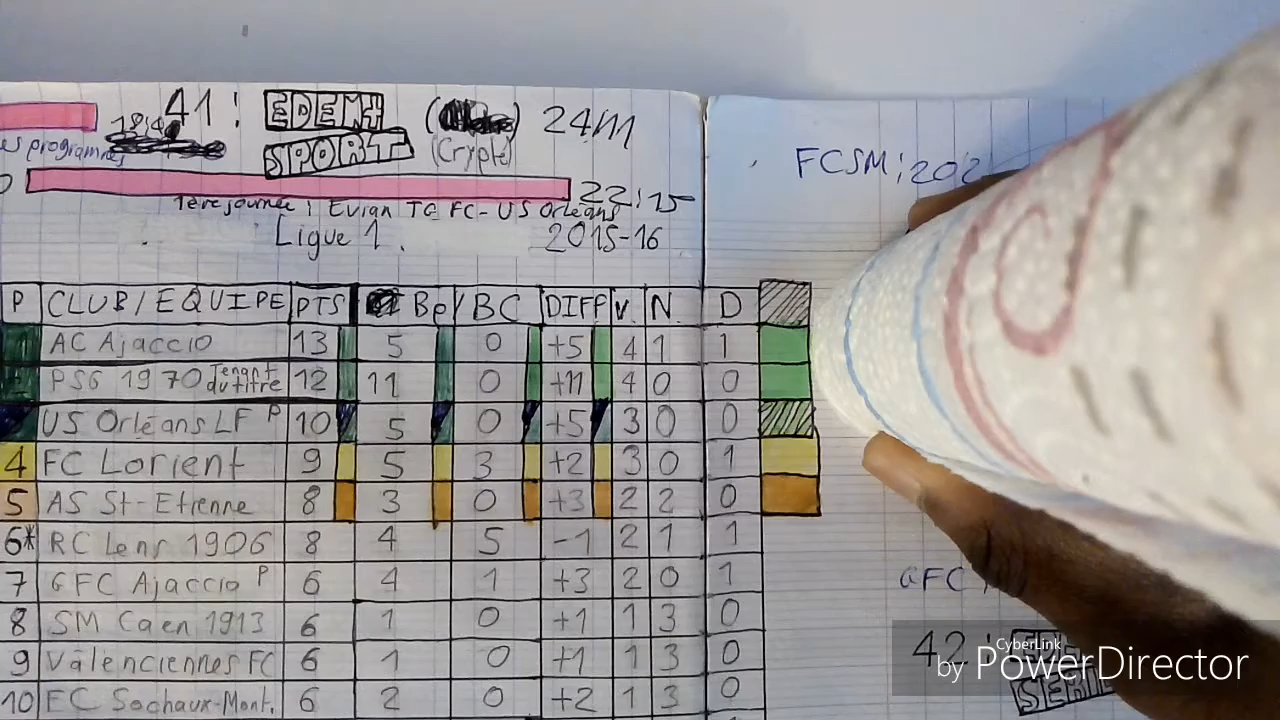 41 : EDEM+ 24/11
SPORT (Crypté)
es programmes
22:15
1ère journée : Evian TG FC - US Orléans
Ligue 1 2015-16
P CLUB/EQUIPE PTS Bp BC DIFF V. N. D
AC Ajaccio 13 5 0 +5 4 1 1
PSG 1970 Tenant du titre 12 11 0 +11 4 0 0
US Orléans LF P 10 5 0 +5 3 0 0
4 FC Lorient 9 5 3 +2 3 0 1
5 AS St-Etienne 8 3 0 +3 2 2 0
6* RC Lens 1906 8 4 5 -1 2 1 1
7 GFC Ajaccio P 6 4 1 +3 2 0 1
8 SM Caen 1913 6 1 0 +1 1 3 0
9 Valenciennes FC 6 1 0 +1 1 3 0
10 FC Sochaux-Mont. 6 2 0 +2 1 3 0
FCSM : 202
GFC
42 :
CyberLink
by PowerDirector